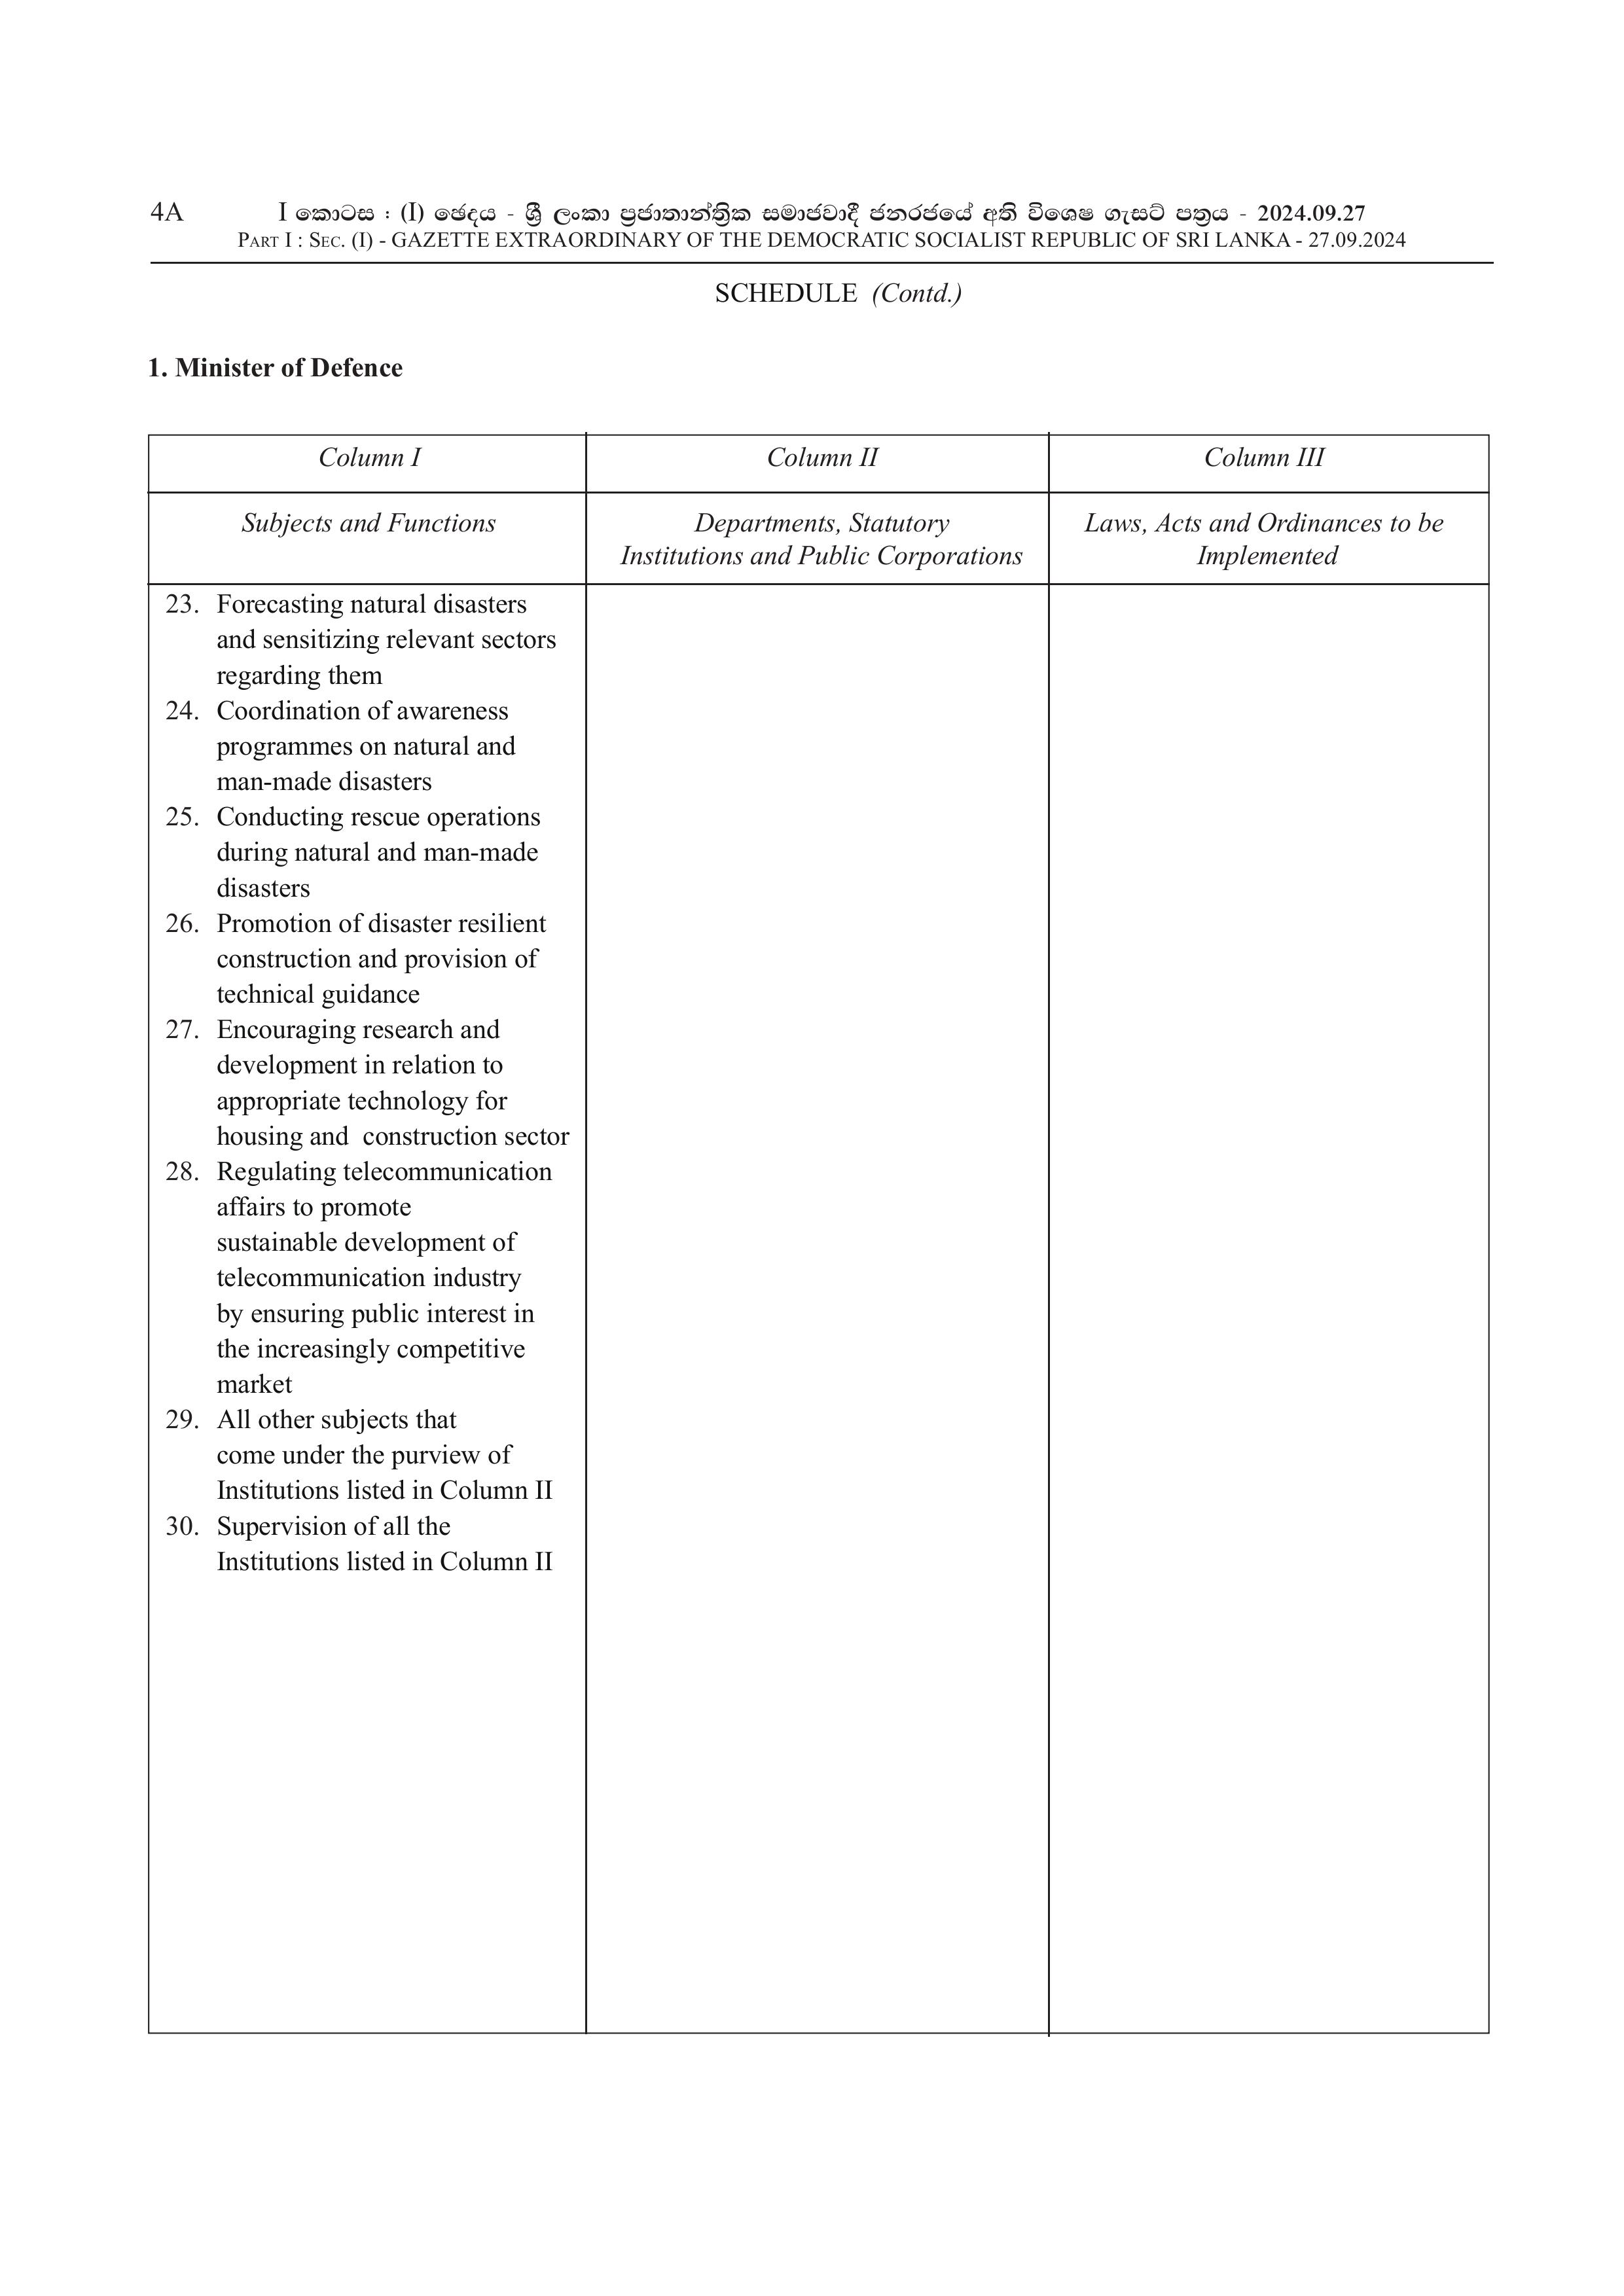 4A I කොටස : (I) ඡෙදය - ශ්‍රී ලංකා ප්‍රජාතාන්ත්‍රික සමාජවාදී ජනරජයේ අති විශෙෂ ගැසට් පත්‍රය - 2024.09.27
PART I : SEC. (I) - GAZETTE EXTRAORDINARY OF THE DEMOCRATIC SOCIALIST REPUBLIC OF SRI LANKA - 27.09.2024
SCHEDULE (Contd.)
1. Minister of Defence
Column I Column II Column III
Subjects and Functions
Departments, Statutory
Institutions and Public Corporations
Laws, Acts and Ordinances to be
Implemented
23. Forecasting natural disasters
and sensitizing relevant sectors
regarding them
24. Coordination of awareness
programmes on natural and
man-made disasters
25. Conducting rescue operations
during natural and man-made
disasters
26. Promotion of disaster resilient
construction and provision of
technical guidance
27. Encouraging research and
development in relation to
appropriate technology for
housing and construction sector
28. Regulating telecommunication
affairs to promote
sustainable development of
telecommunication industry
by ensuring public interest in
the increasingly competitive
market
29. All other subjects that
come under the purview of
Institutions listed in Column II
30. Supervision of all the
Institutions listed in Column II